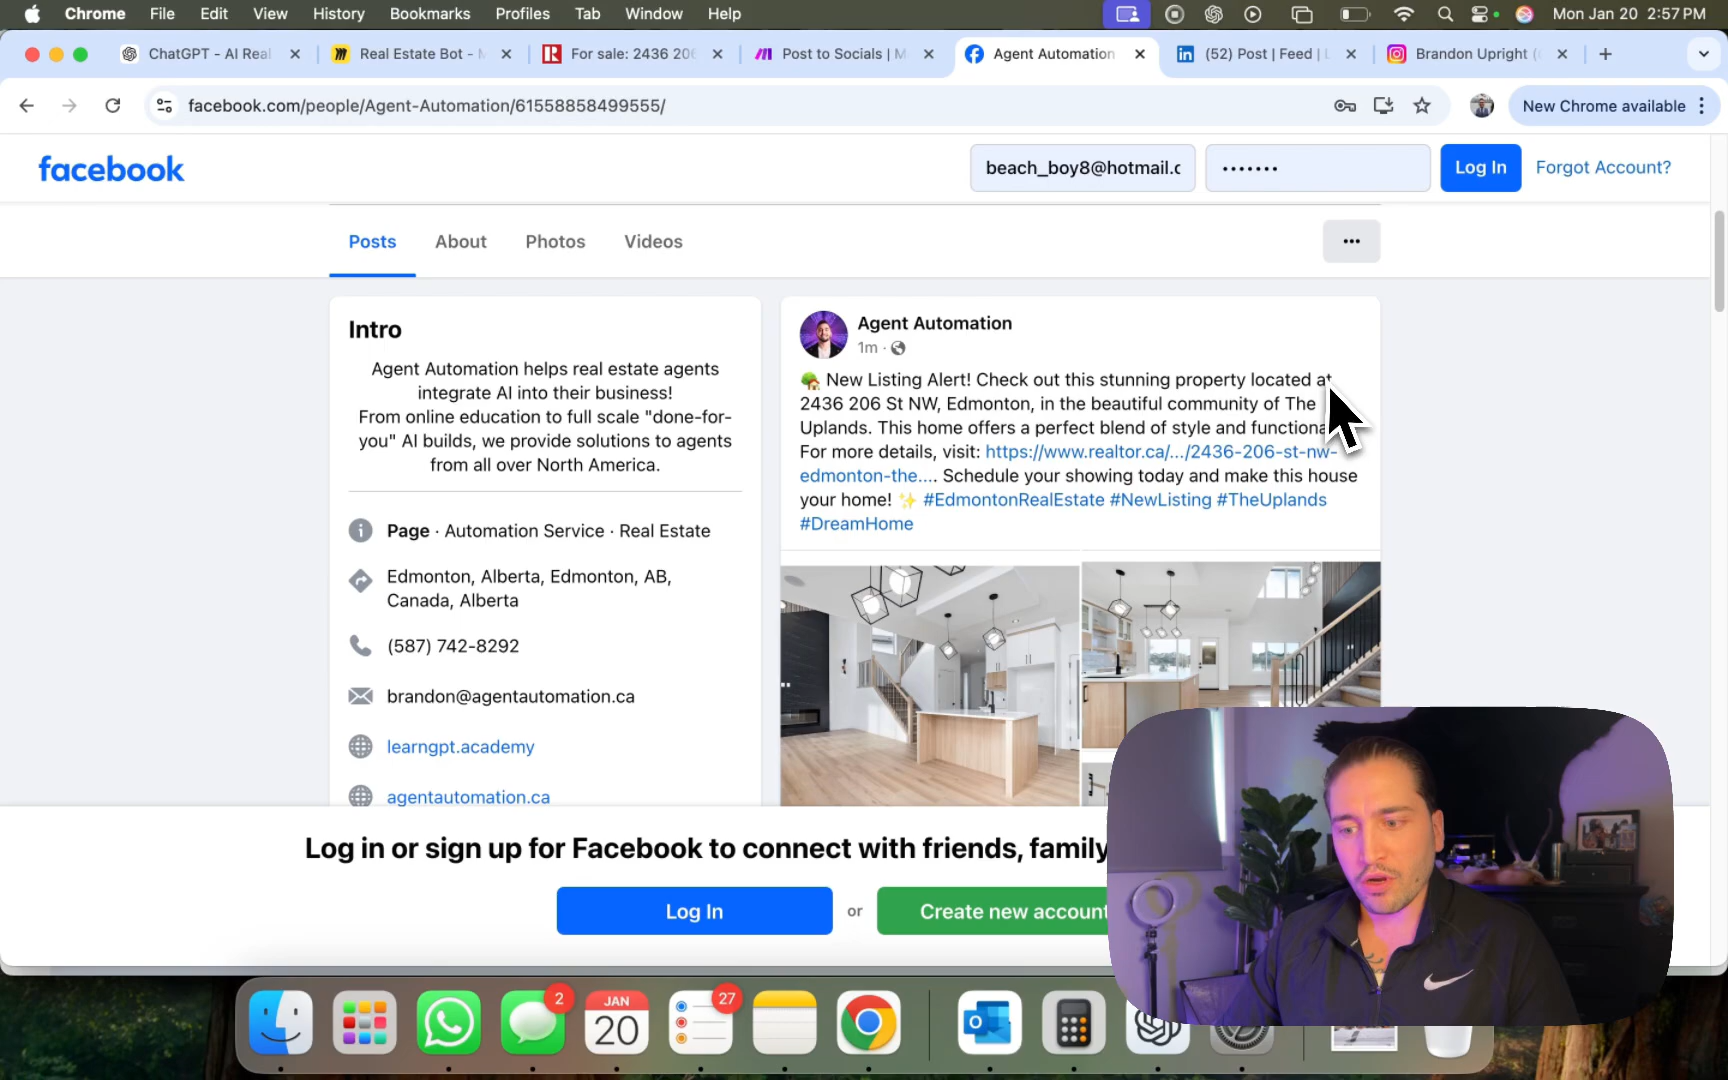 Chrome File Edit View History Bookmarks Profiles Tab Window Help Mon Jan 20 2:57 PM
ChatGPT - AI Real Real Estate Bot - For sale: 2436 206 Post to Socials | M Agent Automation (52) Post | Feed | L Brandon Upright (
facebook.com/people/Agent-Automation/61558858499555/ New Chrome available
facebook beach_boy8@hotmail.c ······· Log In Forgot Account?
Posts About Photos Videos
Intro
Agent Automation helps real estate agents
integrate AI into their business!
From online education to full scale "done-for-
you" AI builds, we provide solutions to agents
from all over North America.
Page · Automation Service · Real Estate
Edmonton, Alberta, Edmonton, AB,
Canada, Alberta
(587) 742-8292
brandon@agentautomation.ca
learngpt.academy
agentautomation.ca
Agent Automation
1m ·
🏡 New Listing Alert! Check out this stunning property located at
2436 206 St NW, Edmonton, in the beautiful community of The
Uplands. This home offers a perfect blend of style and
For more details, visit: https://www.realtor.ca/.../2436-206-st-nw-
edmonton-the.... Schedule your showing today and make this house
your home! ✨ #EdmontonRealEstate #NewListing #TheUplands
#DreamHome
Log in or sign up for Facebook to connect with friends, family
Log In or Create new account
2 JAN 20 27